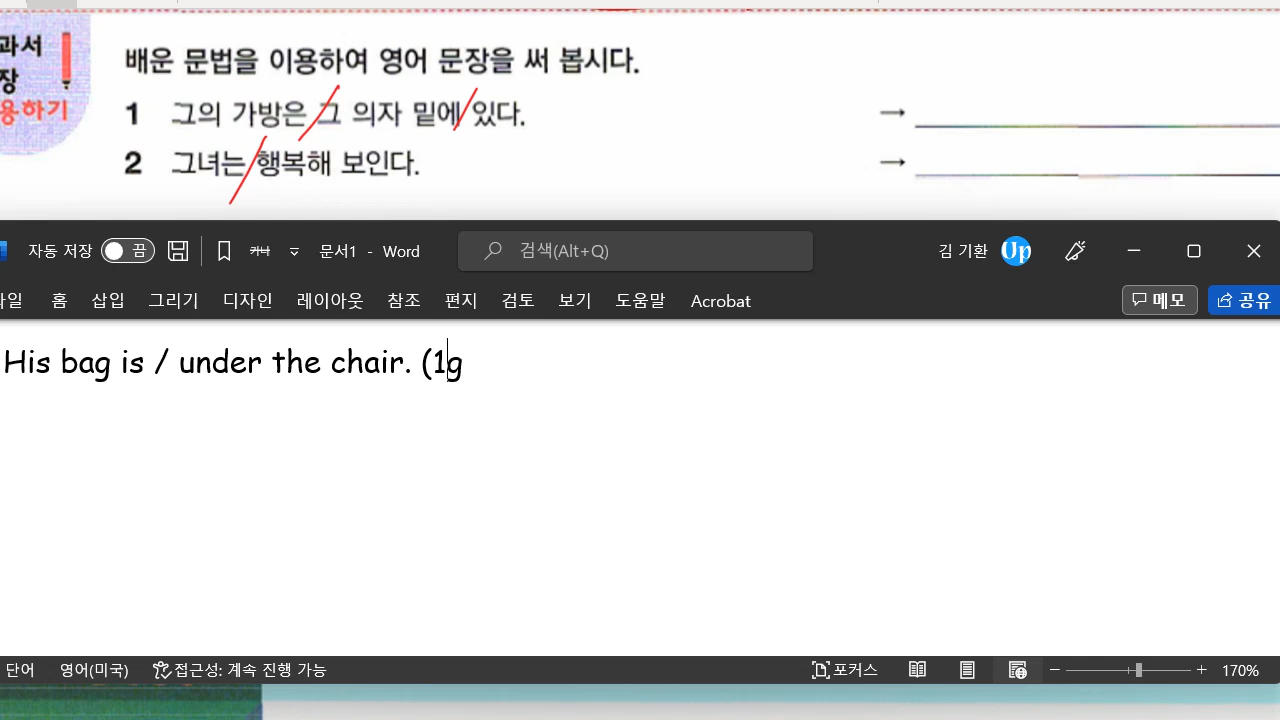 과서
장
용하기
배운 문법을 이용하여 영어 문장을 써 봅시다.
1 그의 가방은 그 의자 밑에 있다. →
2 그녀는 행복해 보인다. →
자동 저장 끔 가나 문서1 - Word 검색(Alt+Q) 김 기환 Up
파일 홈 삽입 그리기 디자인 레이아웃 참조 편지 검토 보기 도움말 Acrobat 메모 공유
His bag is / under the chair. (1g
단어 영어(미국) 접근성: 계속 진행 가능 포커스 170%